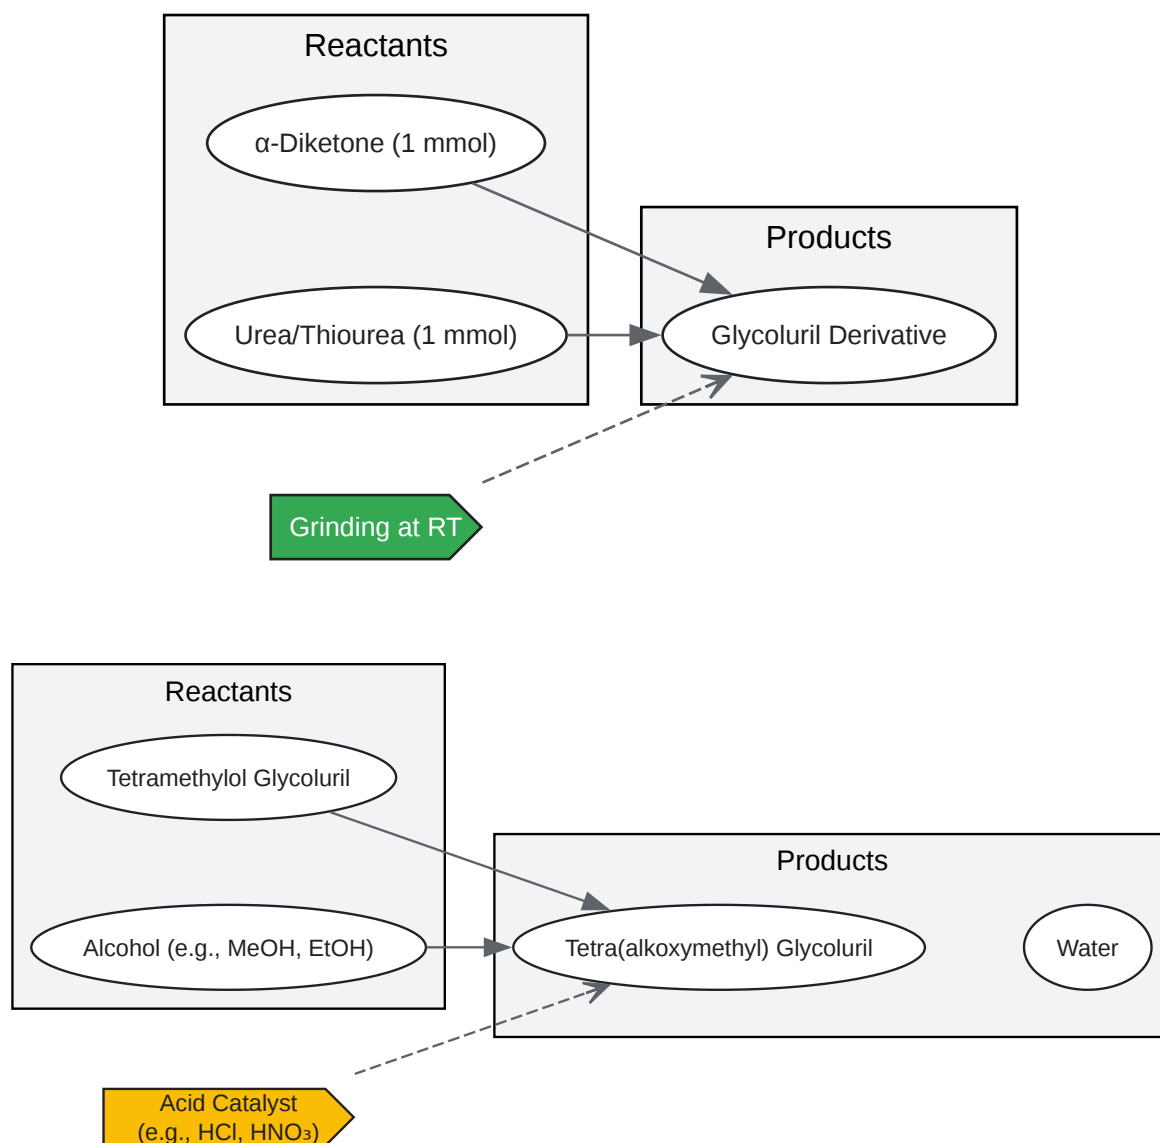 Reactants
α-Diketone (1 mmol)
Products
Urea/Thiourea (1 mmol)
Glycoluril Derivative
Grinding at RT
Reactants
Tetramethylol Glycoluril
Products
Alcohol (e.g., MeOH, EtOH)
Tetra(alkoxymethyl) Glycoluril
Water
Acid Catalyst
(e.g., HCl, HNO₃)